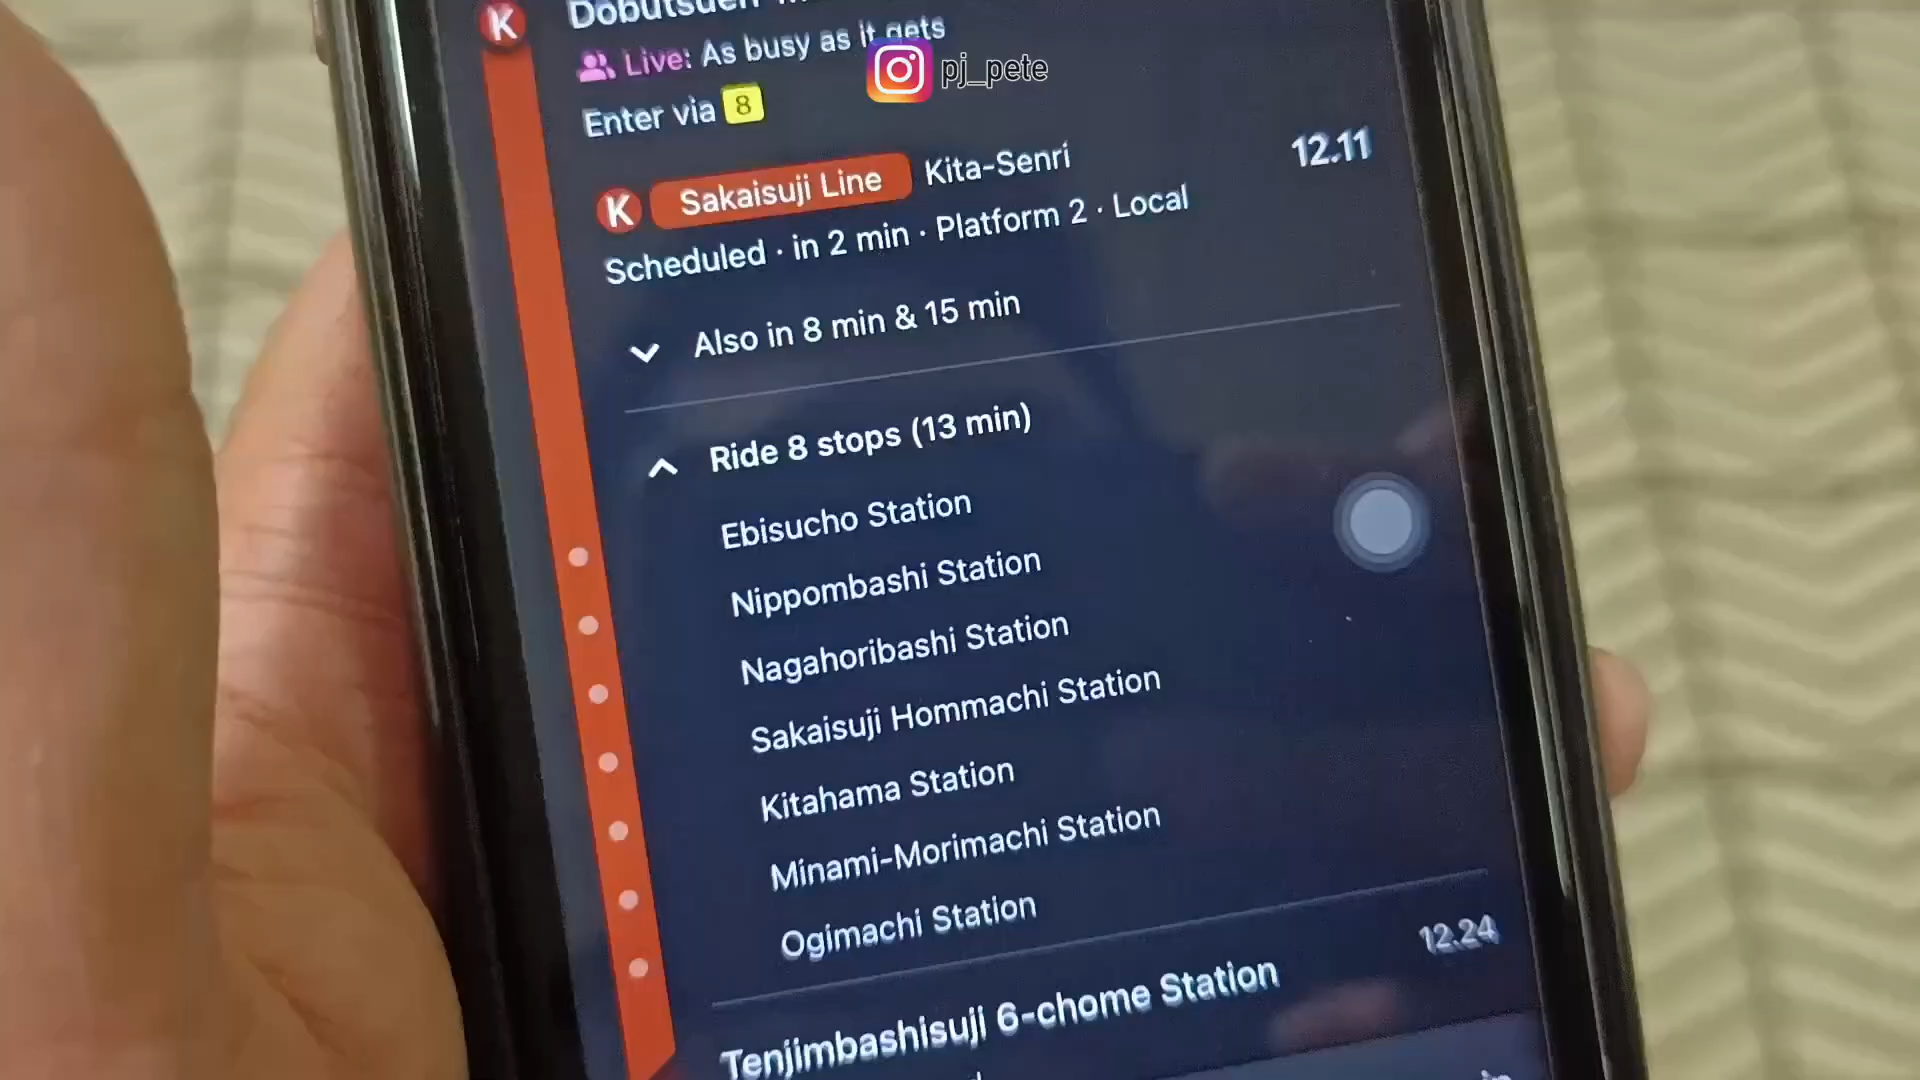 K
Live: As busy as it gets
pj_pete
Enter via 8
K Sakaisuji Line Kita-Senri 12.11
Scheduled · in 2 min · Platform 2 · Local
Also in 8 min & 15 min
Ride 8 stops (13 min)
Ebisucho Station
Nippombashi Station
Nagahoribashi Station
Sakaisuji Hommachi Station
Kitahama Station
Minami-Morimachi Station
Ogimachi Station
12.24
Tenjimbashisuji 6-chome Station